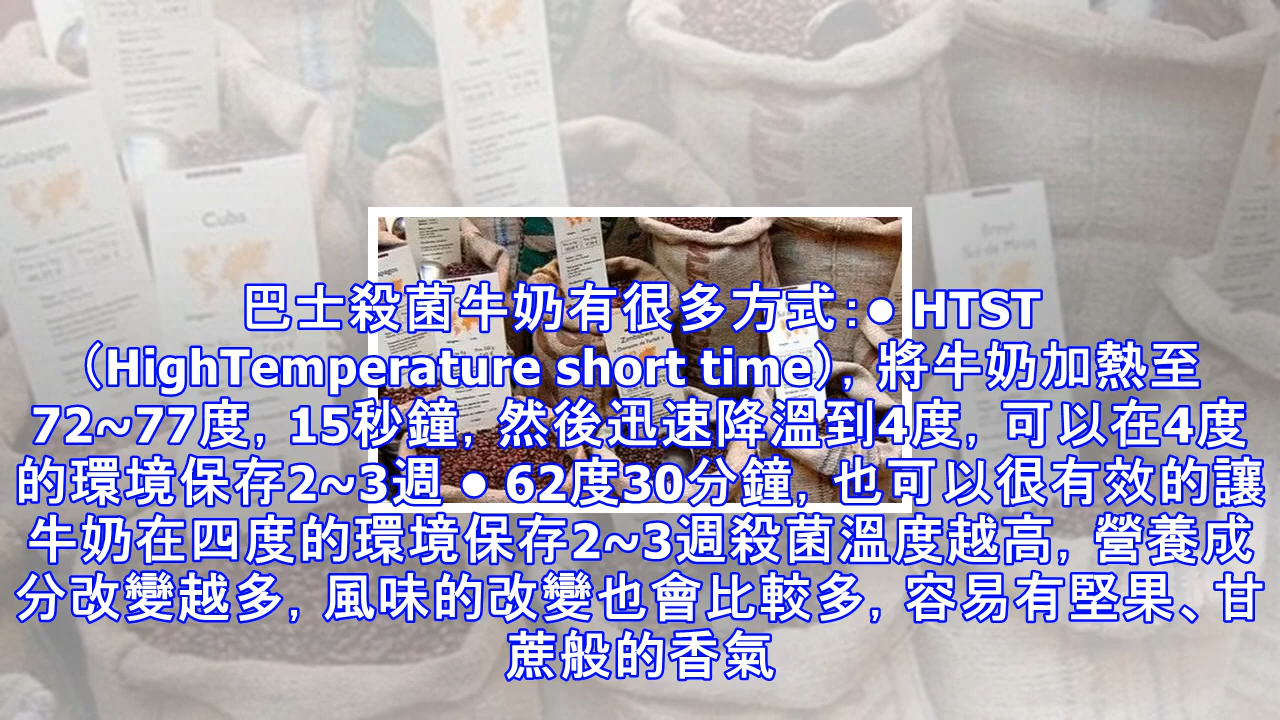 Galapagos
Cuba
巴士殺菌牛奶有很多方式：● HTST
（HighTemperature short time），將牛奶加熱至
72~77度，15秒鐘，然後迅速降溫到4度，可以在4度
的環境保存2~3週 ● 62度30分鐘，也可以很有效的讓
牛奶在四度的環境保存2~3週殺菌溫度越高，營養成
分改變越多，風味的改變也會比較多，容易有堅果、甘
蔗般的香氣
Zimbabwe